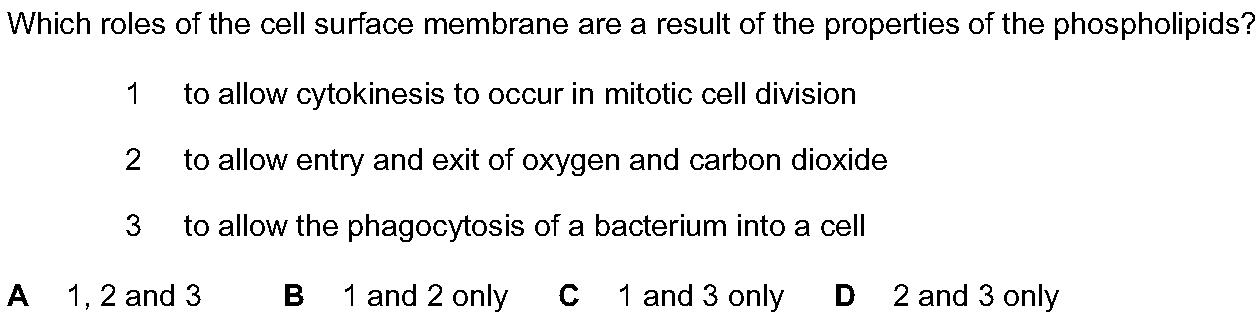 Which roles of the cell surface membrane are a result of the properties of the phospholipids?
1 to allow cytokinesis to occur in mitotic cell division
2 to allow entry and exit of oxygen and carbon dioxide
3 to allow the phagocytosis of a bacterium into a cell
A 1, 2 and 3 B 1 and 2 only C 1 and 3 only D 2 and 3 only